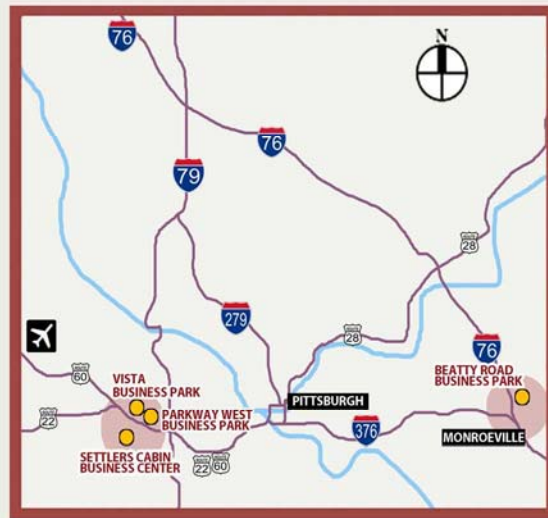 76
N
76
79
28
279
28
76
60
BEATTY ROAD
BUSINESS PARK
VISTA
BUSINESS PARK
PITTSBURGH
22
PARKWAY WEST
BUSINESS PARK
376
MONROEVILLE
SETTLERS CABIN
BUSINESS CENTER
22 60